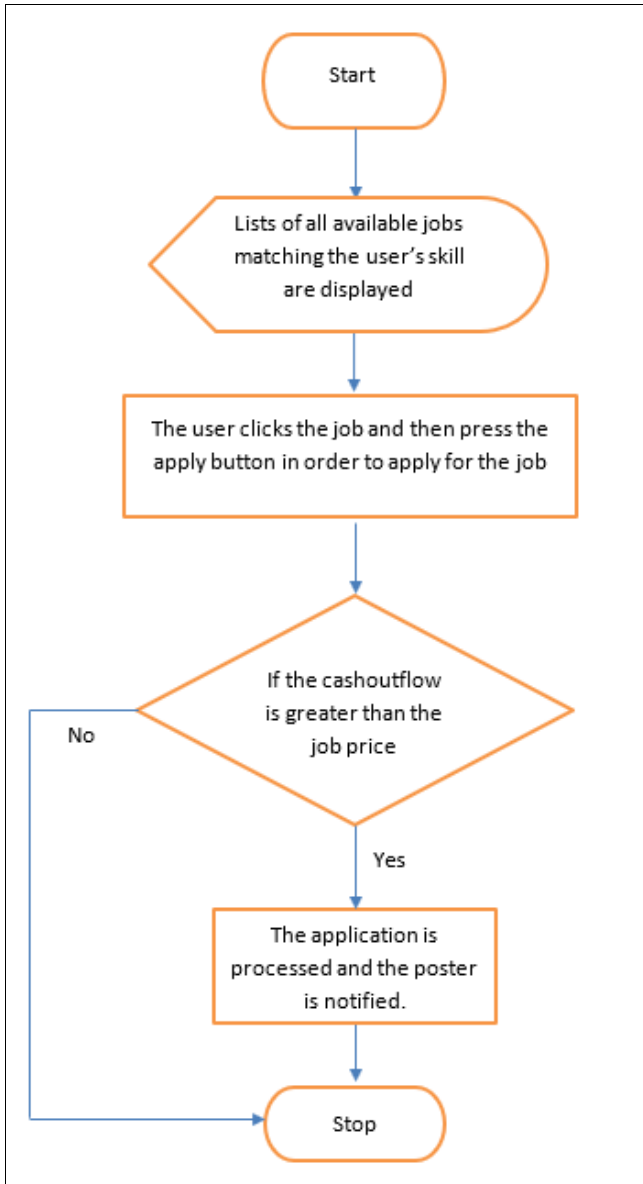 Start
Lists of all available jobs
matching the user's skill
are displayed
The user clicks the job and then press the
apply button in order to apply for the job
If the cashoutflow
is greater than the
job price
No
Yes
The application is
processed and the poster
is notified.
Stop